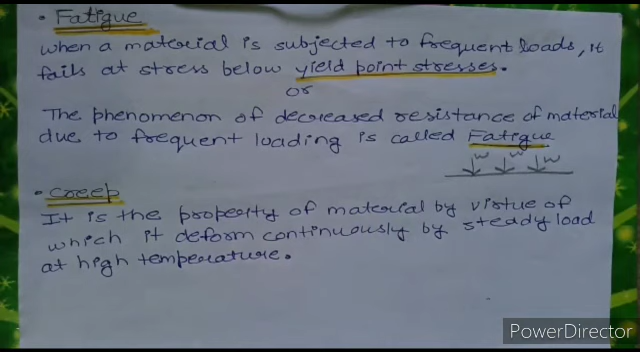 • Fatigue
when a material is subjected to frequent loads, it
fails at stress below yield point stresses.
or
The phenomenon of decreased resistance of material
due to frequent loading is called Fatigue
w w w
• Creep
It is the property of material by virtue of
which it deform continuously by steady load
at high temperature.
PowerDirector